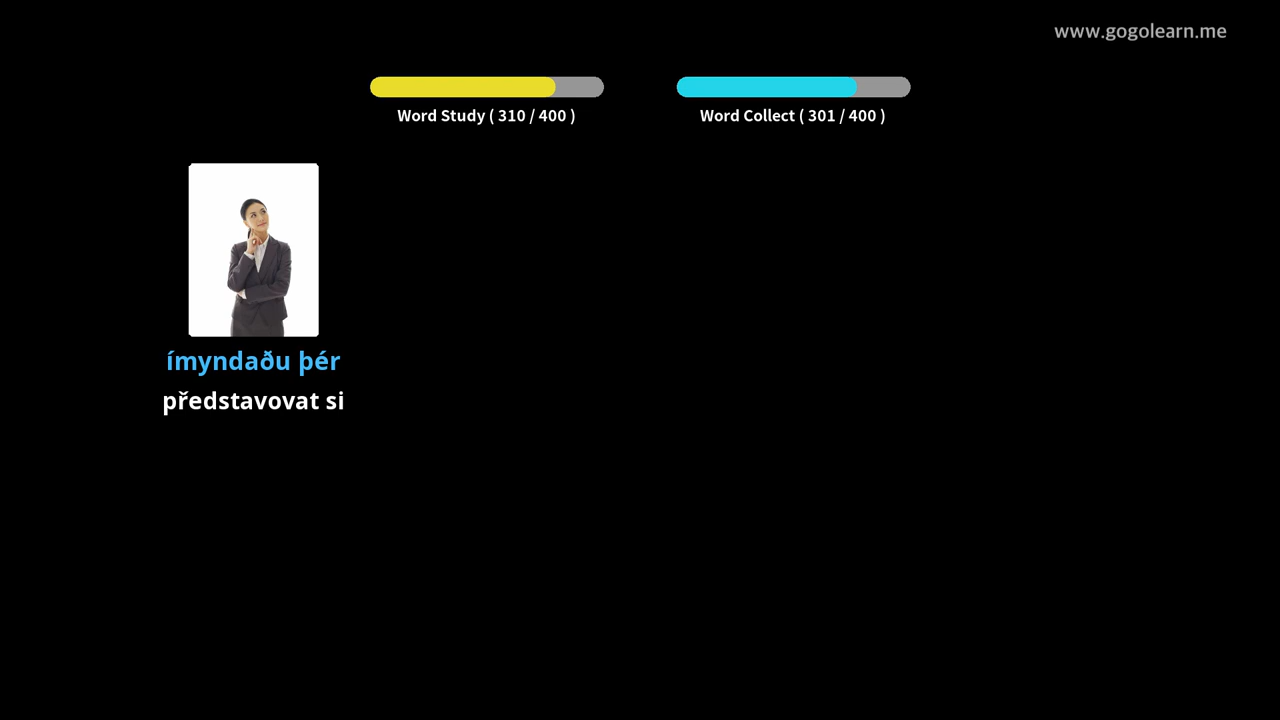 www.gogolearn.me
Word Study ( 310 / 400 )
Word Collect ( 301 / 400 )
ímyndaðu þér
představovat si